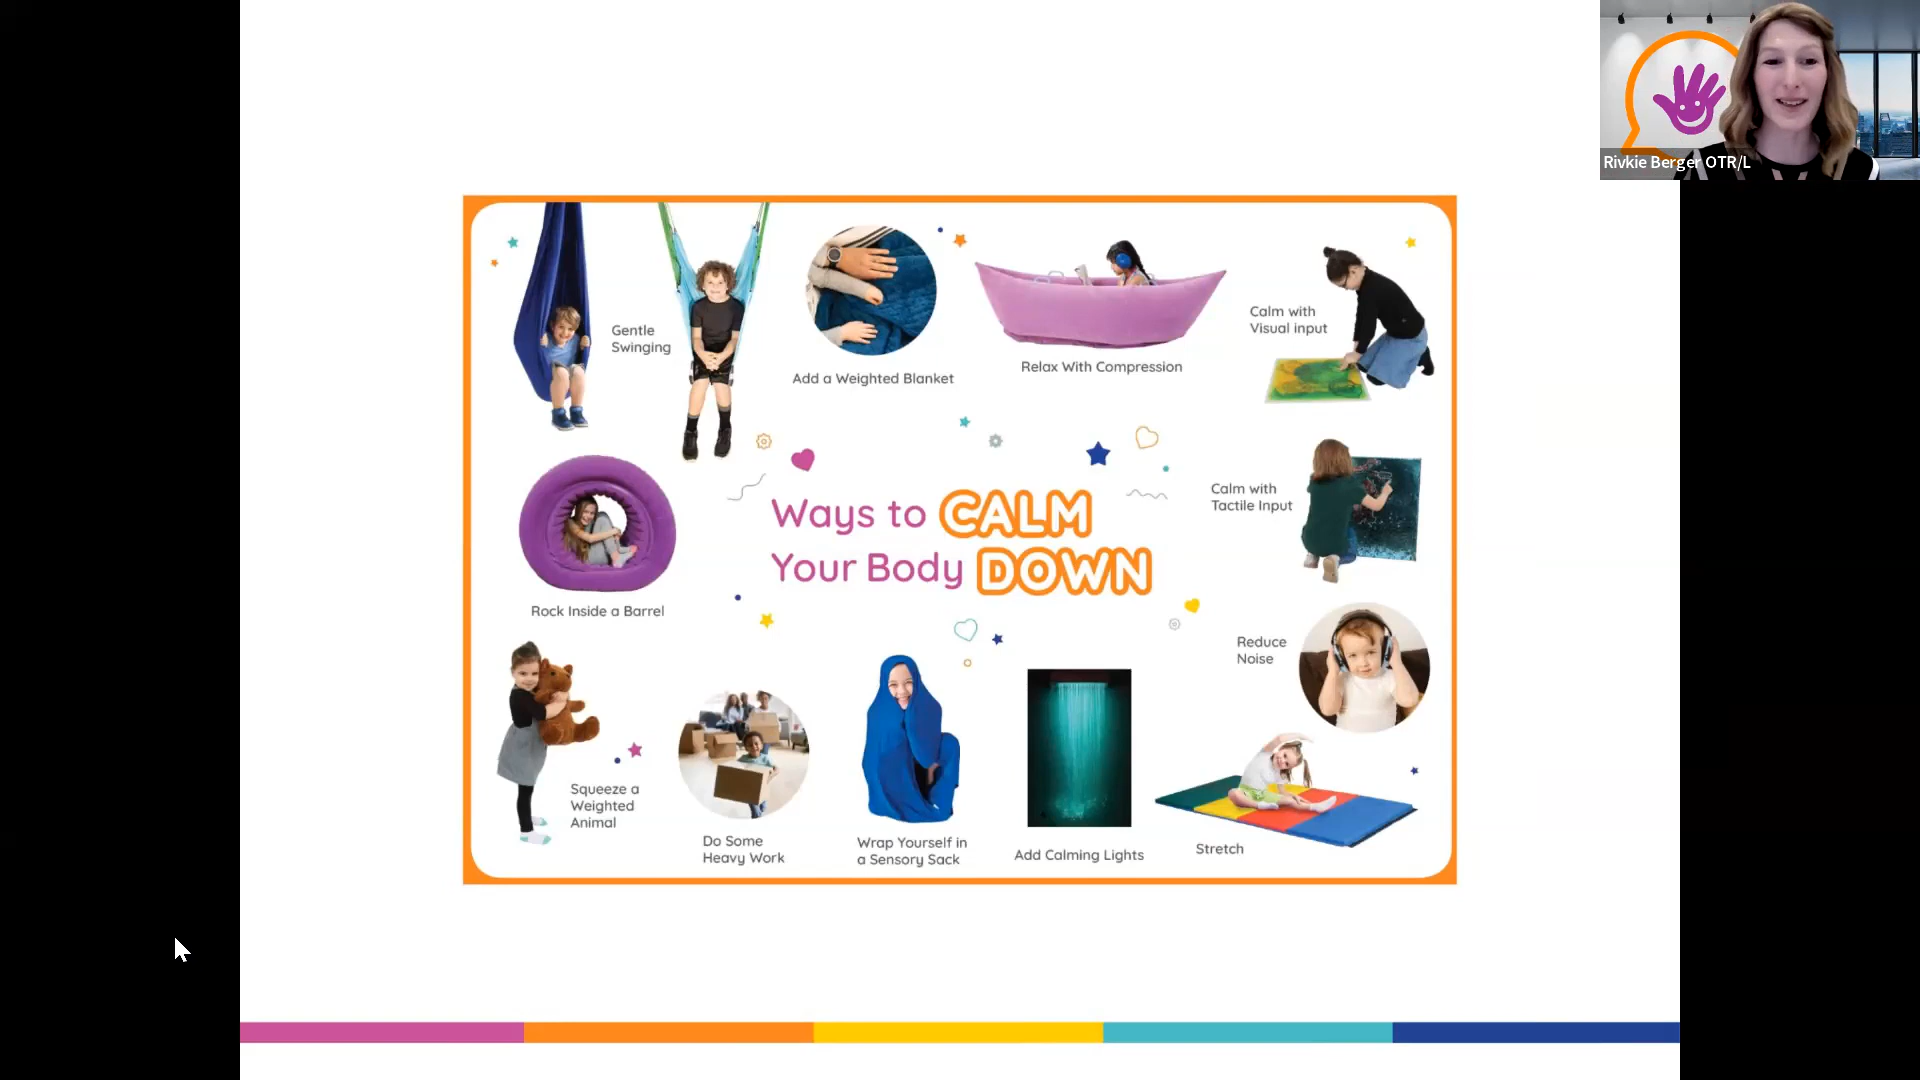 Rivkie Berger OTR/L
Gentle
Swinging
Add a Weighted Blanket
Relax With Compression
Calm with
Visual input
Ways to CALM
Your Body DOWN
Calm with
Tactile Input
Rock Inside a Barrel
Reduce
Noise
Squeeze a
Weighted
Animal
Do Some
Heavy Work
Wrap Yourself in
a Sensory Sack
Add Calming Lights
Stretch